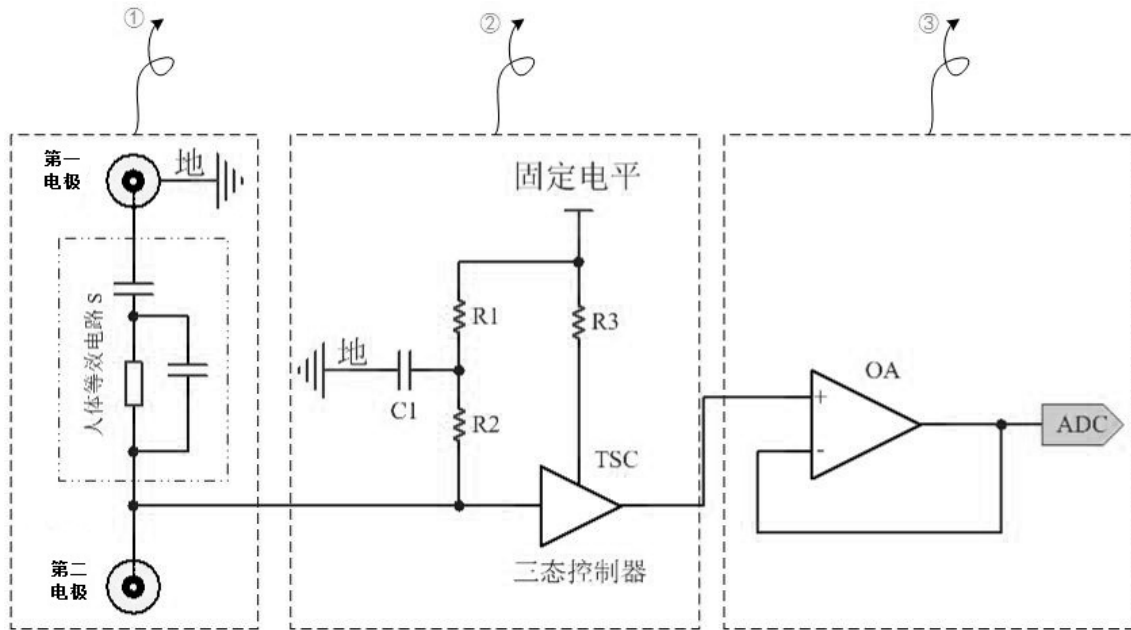 ①
②
③
第一
电极
地
固定电平
人体等效电路 S
R1
R3
地
C1
R2
TSC
三态控制器
OA
+
-
ADC
第二
电极